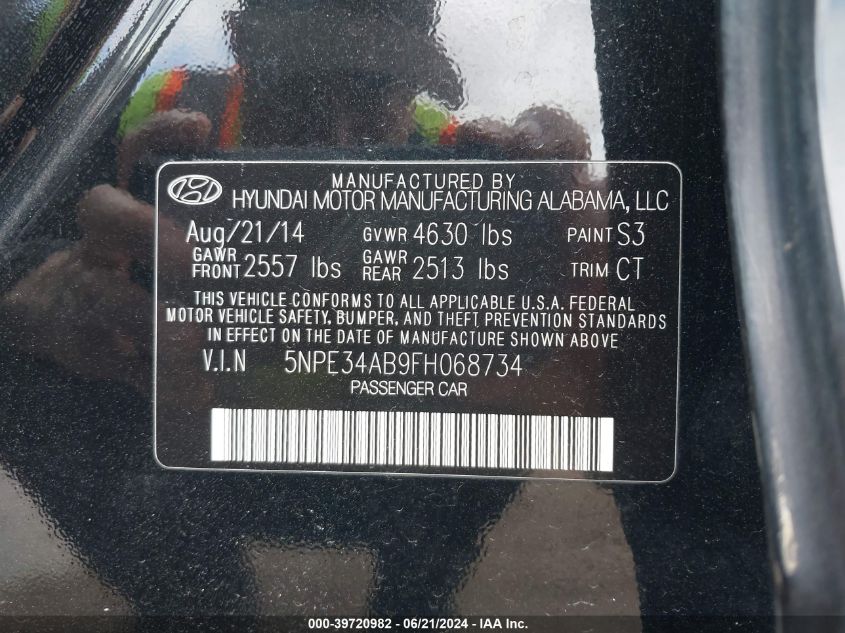 MANUFACTURED BY
HYUNDAI MOTOR MANUFACTURING ALABAMA, LLC
Aug/21/14 GVWR 4630 lbs PAINT S3
GAWR FRONT 2557 lbs GAWR REAR 2513 lbs TRIM CT
THIS VEHICLE CONFORMS TO ALL APPLICABLE U.S.A. FEDERAL
MOTOR VEHICLE SAFETY, BUMPER, AND THEFT PREVENTION STANDARDS
IN EFFECT ON THE DATE OF MANUFACTURE SHOWN ABOVE.
V.I.N 5NPE34AB9FH068734
PASSENGER CAR
000-39720982 - 06/21/2024 - IAA Inc.